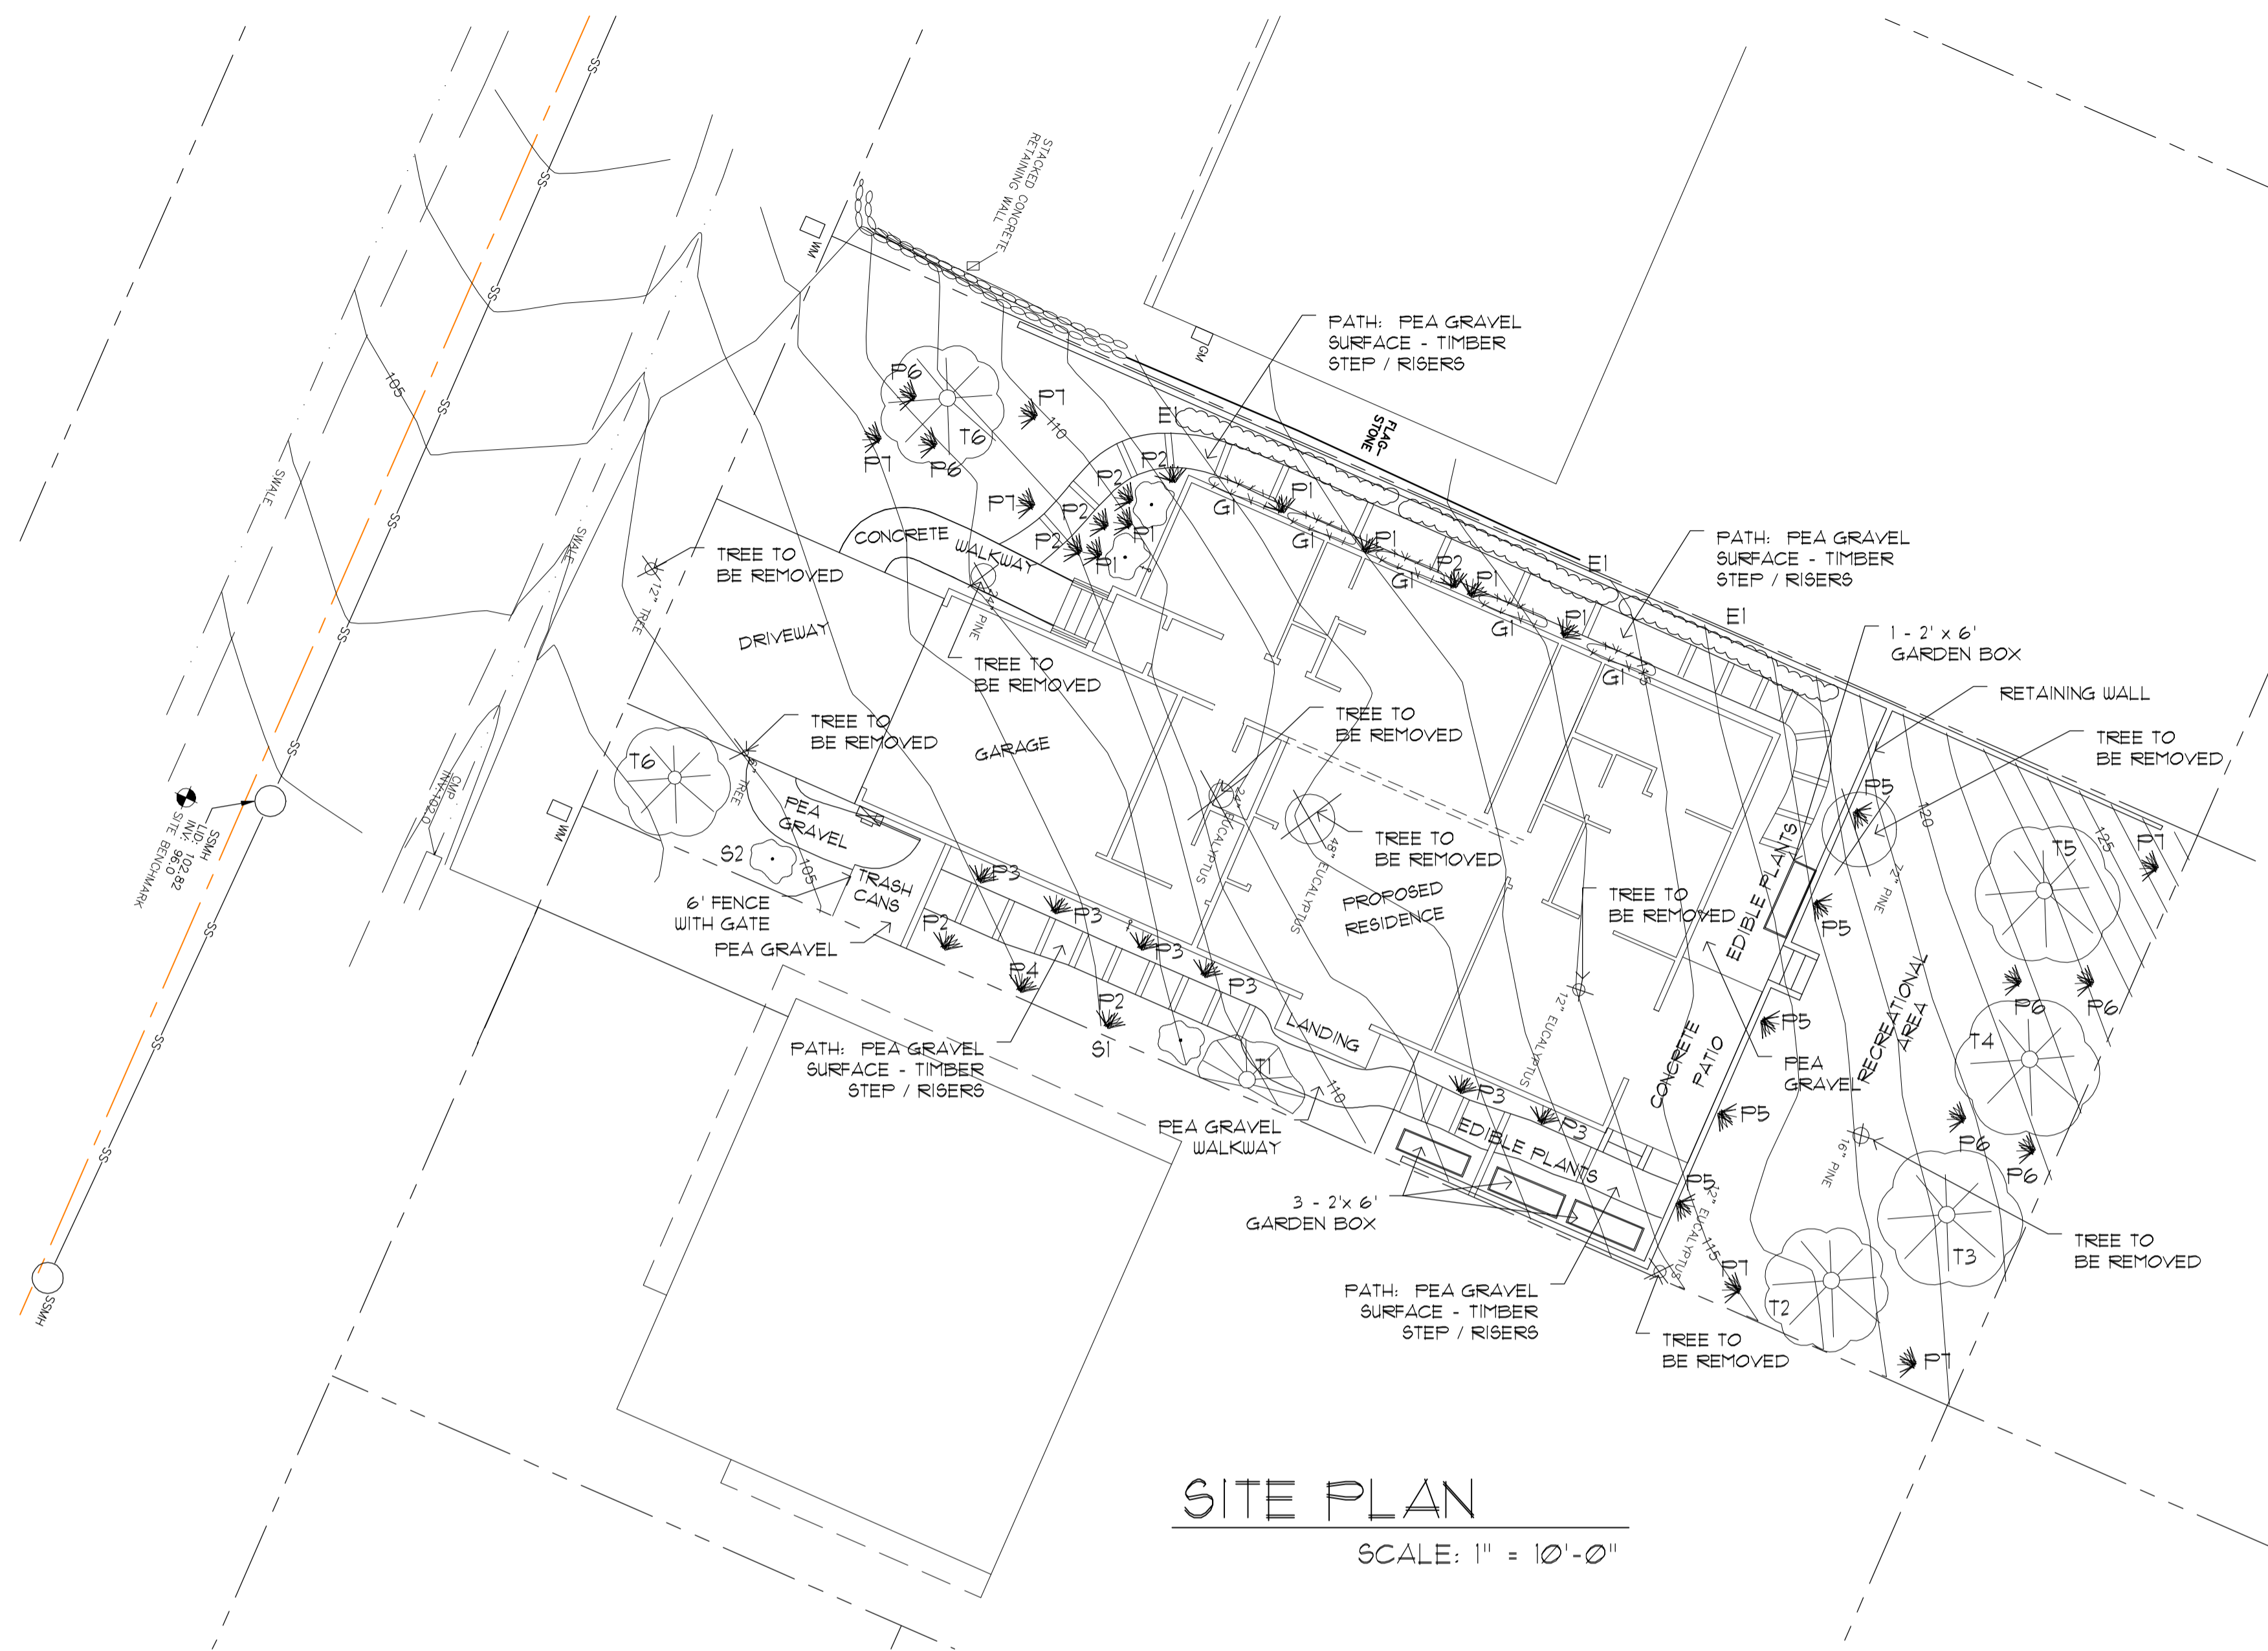 SS
SS
SS
SS
SS
SS
SS
SS
SS
SS
SS
105
SWALE
SWALE
STACKED CONCRETE
RETAINING WALL
WM
GM
PATH: PEA GRAVEL
SURFACE - TIMBER
STEP / RISERS
FLAG-
STONE
P6
P7
110
T6
P7
P6
E1
P2
P2
P7
P2
P1
P2
P1
G1
P1
G1
P1
G1
P2
P1
G1
P1
G1
115
E1
E1
PATH: PEA GRAVEL
SURFACE - TIMBER
STEP / RISERS
1 - 2' x 6'
GARDEN BOX
RETAINING WALL
TREE TO
BE REMOVED
CONCRETE
WALKWAY
TREE TO
BE REMOVED
12" TREE
24" PINE
DRIVEWAY
TREE TO
BE REMOVED
TREE TO
BE REMOVED
8" TREE
GARAGE
T6
PEA
GRAVEL
S2
105
WM
TRASH
CANS
6' FENCE
WITH GATE
PEA GRAVEL
CMP
INV:102.0
SSMH
LID: 102.82
INV: 96.0
SITE BENCHMARK
SSMH
TREE TO
BE REMOVED
24" EUCALYPTUS
TREE TO
BE REMOVED
48" EUCALYPTUS
PROPOSED
RESIDENCE
TREE TO
BE REMOVED
12" EUCALYPTUS
P5
120
72" PINE
T5
125
P7
EDIBLE PLANTS
P5
P6
P6
RECREATIONAL
AREA
T4
P5
PEA
GRAVEL
CONCRETE
PATIO
P3
P3
P2
P3
P4
P3
P2
S1
LANDING
T1
110
PATH: PEA GRAVEL
SURFACE - TIMBER
STEP / RISERS
PEA GRAVEL
WALKWAY
P3
P3
EDIBLE PLANTS
P5
P5
3 - 2'x 6'
GARDEN BOX
16" PINE
P6
P6
12" EUCALYPTUS
115
P7
T2
T3
TREE TO
BE REMOVED
PATH: PEA GRAVEL
SURFACE - TIMBER
STEP / RISERS
TREE TO
BE REMOVED
P7
SITE PLAN
SCALE: 1" = 10'-0"